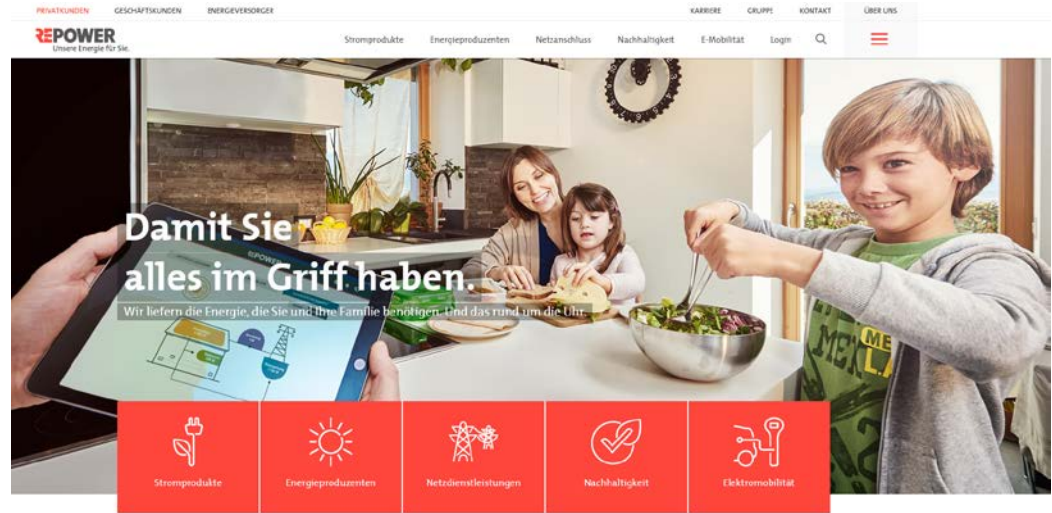 PRIVATKUNDEN GESCHÄFTSKUNDEN ENERGIEVERSORGER KARRIERE GRUPPE KONTAKT ÜBER UNS
REPOWER
Unsere Energie für Sie.
Stromprodukte Energieproduzenten Netzanschluss Nachhaltigkeit E-Mobilität Login
Damit Sie
alles im Griff haben.
Wir liefern die Energie, die Sie und Ihre Familie benötigen. Und das rund um die Uhr.
REPOWER
Stromprodukte Energieproduzenten Netzdienstleistungen Nachhaltigkeit Elektromobilität